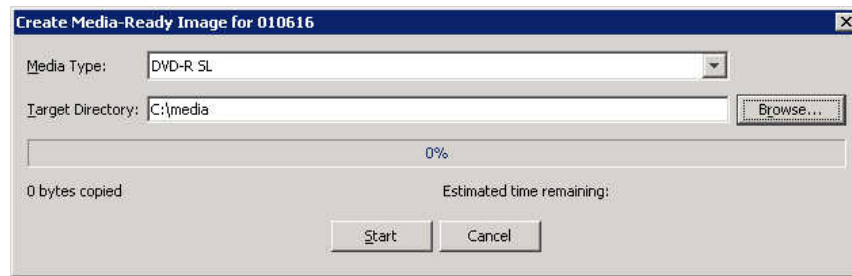 Create Media-Ready Image for 010616
Media Type: DVD-R SL
Target Directory: C:\media Browse...
0%
0 bytes copied Estimated time remaining:
Start Cancel